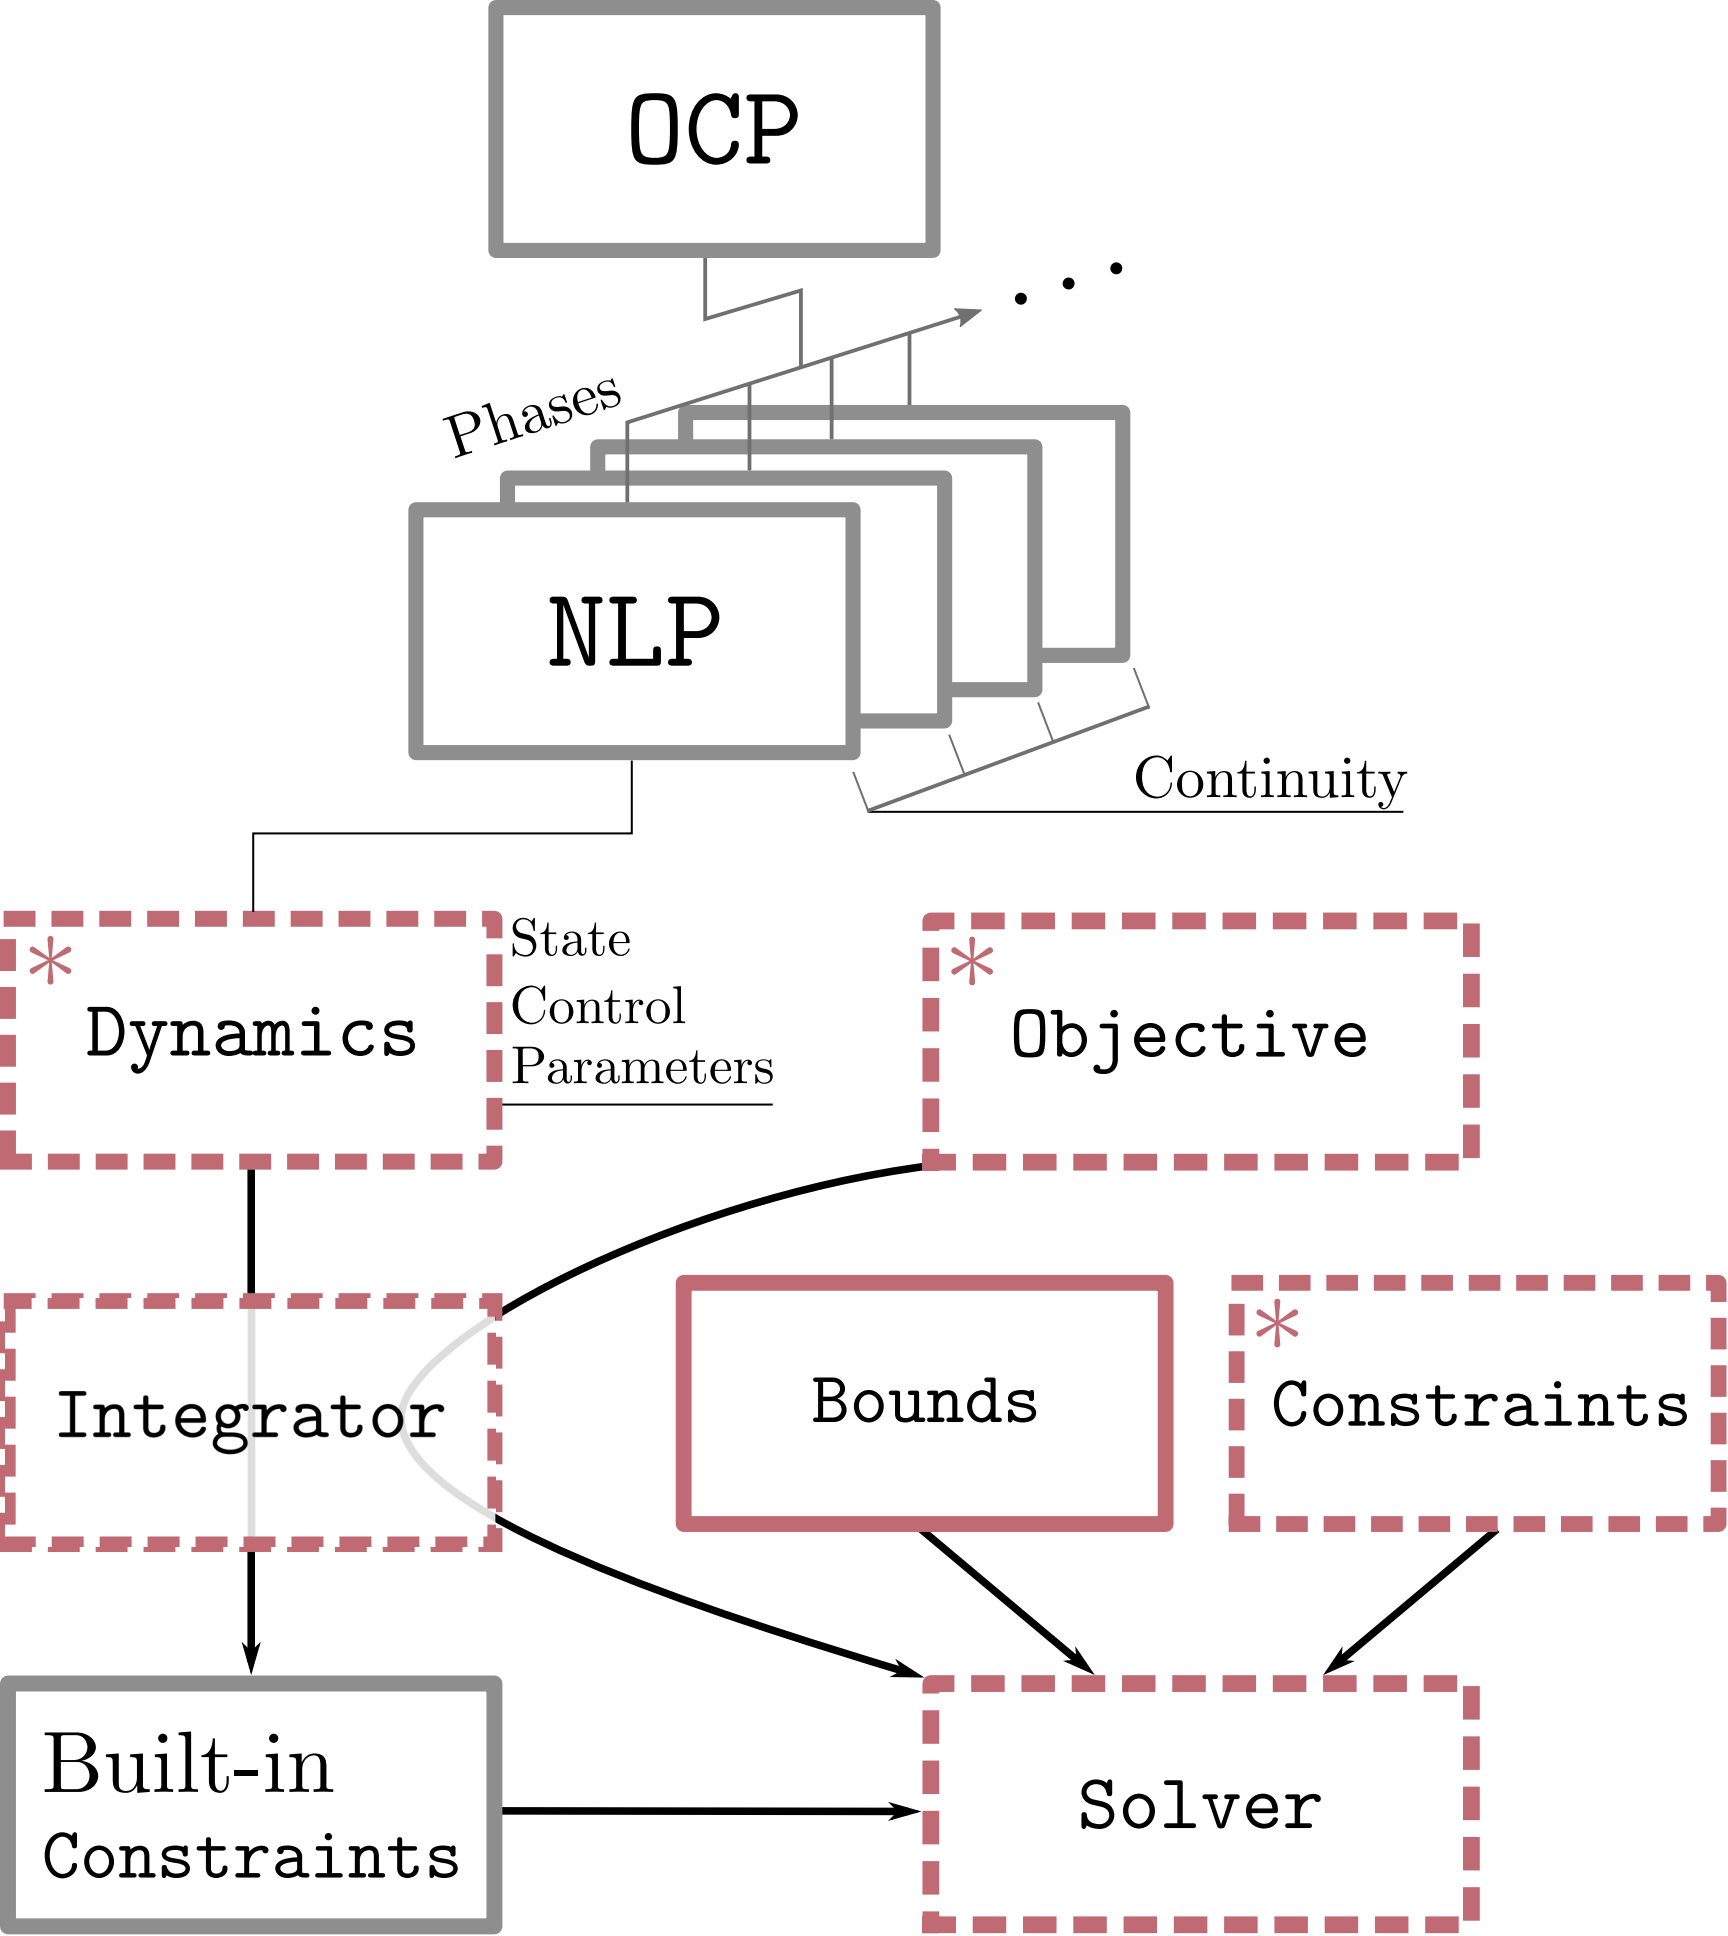 OCP
. . .
Phases
NLP
Continuity
*
Dynamics
State
Control
Parameters
*
Objective
Integrator
Bounds
*
Constraints
Built-in
Constraints
Solver